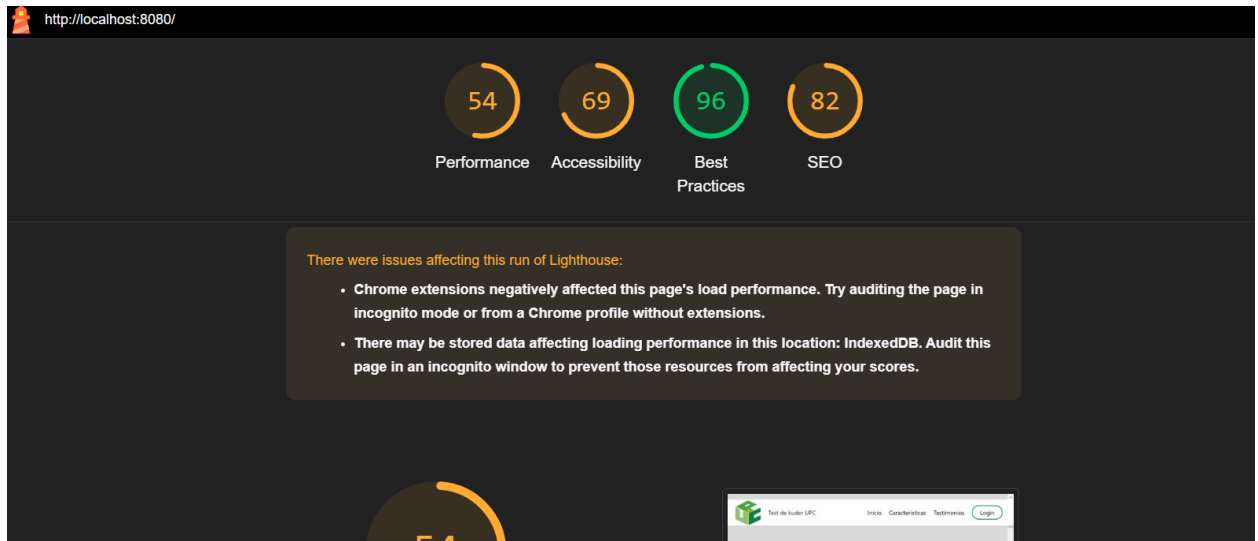 http://localhost:8080/
54 69 96 82
Performance Accessibility Best SEO
Practices
There were issues affecting this run of Lighthouse:
• Chrome extensions negatively affected this page's load performance. Try auditing the page in
incognito mode or from a Chrome profile without extensions.
• There may be stored data affecting loading performance in this location: IndexedDB. Audit this
page in an incognito window to prevent those resources from affecting your scores.
54
Test de kuder UPC Inicio Características Testimonios Login